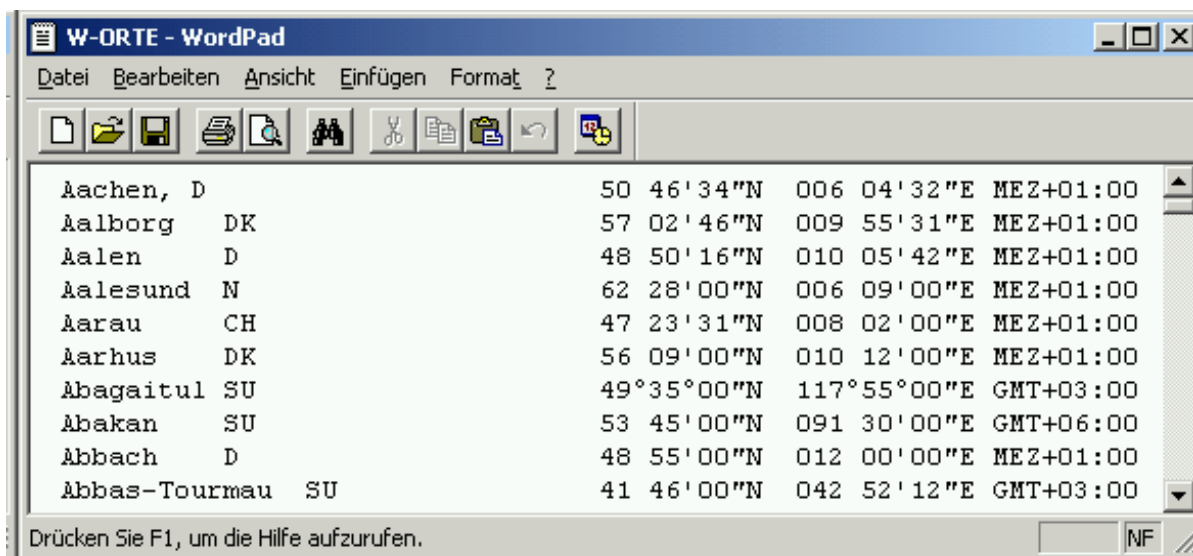 W-ORTE - WordPad
Datei Bearbeiten Ansicht Einfügen Format ?
Aachen, D 50 46'34"N 006 04'32"E MEZ+01:00
Aalborg DK 57 02'46"N 009 55'31"E MEZ+01:00
Aalen D 48 50'16"N 010 05'42"E MEZ+01:00
Aalesund N 62 28'00"N 006 09'00"E MEZ+01:00
Aarau CH 47 23'31"N 008 02'00"E MEZ+01:00
Aarhus DK 56 09'00"N 010 12'00"E MEZ+01:00
Abagaitul SU 49°35°00"N 117°55°00"E GMT+03:00
Abakan SU 53 45'00"N 091 30'00"E GMT+06:00
Abbach D 48 55'00"N 012 00'00"E MEZ+01:00
Abbas-Tourmau SU 41 46'00"N 042 52'12"E GMT+03:00
Drücken Sie F1, um die Hilfe aufzurufen. NF